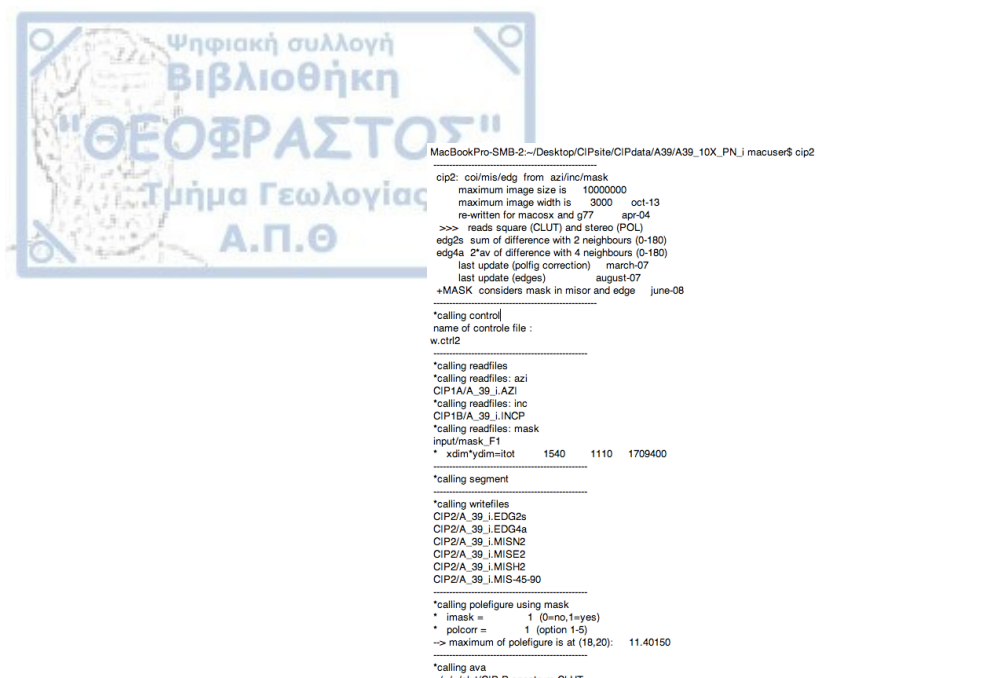 Ψηφιακή συλλογή
Βιβλιοθήκη
"ΘΕΟΦΡΑΣΤΟΣ"
Τμήμα Γεωλογίας
Α.Π.Θ
MacBookPro-SMB-2:~/Desktop/CIPsite/CIPdata/A39/A39_10X_PN_i macuser$ cip2
-----------------------------------------------------
cip2: coi/mis/edg from azi/inc/mask
maximum image size is 10000000
maximum image width is 3000 oct-13
re-written for macosx and g77 apr-04
>>> reads square (CLUT) and stereo (POL)
edg2s sum of difference with 2 neighbours (0-180)
edg4a 2*av of difference with 4 neighbours (0-180)
last update (polfig correction) march-07
last update (edges) august-07
+MASK considers mask in misor and edge june-08
-----------------------------------------------------
*calling control
name of controle file :
w.ctrl2
--------------------------------------------------
*calling readfiles
*calling readfiles: azi
CIP1A/A_39_i.AZI
*calling readfiles: inc
CIP1B/A_39_i.INCP
*calling readfiles: mask
input/mask_F1
* xdim*ydim=itot 1540 1110 1709400
--------------------------------------------------
*calling segment
--------------------------------------------------
*calling writefiles
CIP2/A_39_i.EDG2s
CIP2/A_39_i.EDG4a
CIP2/A_39_i.MISN2
CIP2/A_39_i.MISE2
CIP2/A_39_i.MISH2
CIP2/A_39_i.MIS-45-90
--------------------------------------------------
*calling polefigure using mask
* imask = 1 (0=no,1=yes)
* polcorr = 1 (option 1-5)
--> maximum of polefigure is at (18,20): 11.40150
--------------------------------------------------
*calling ava